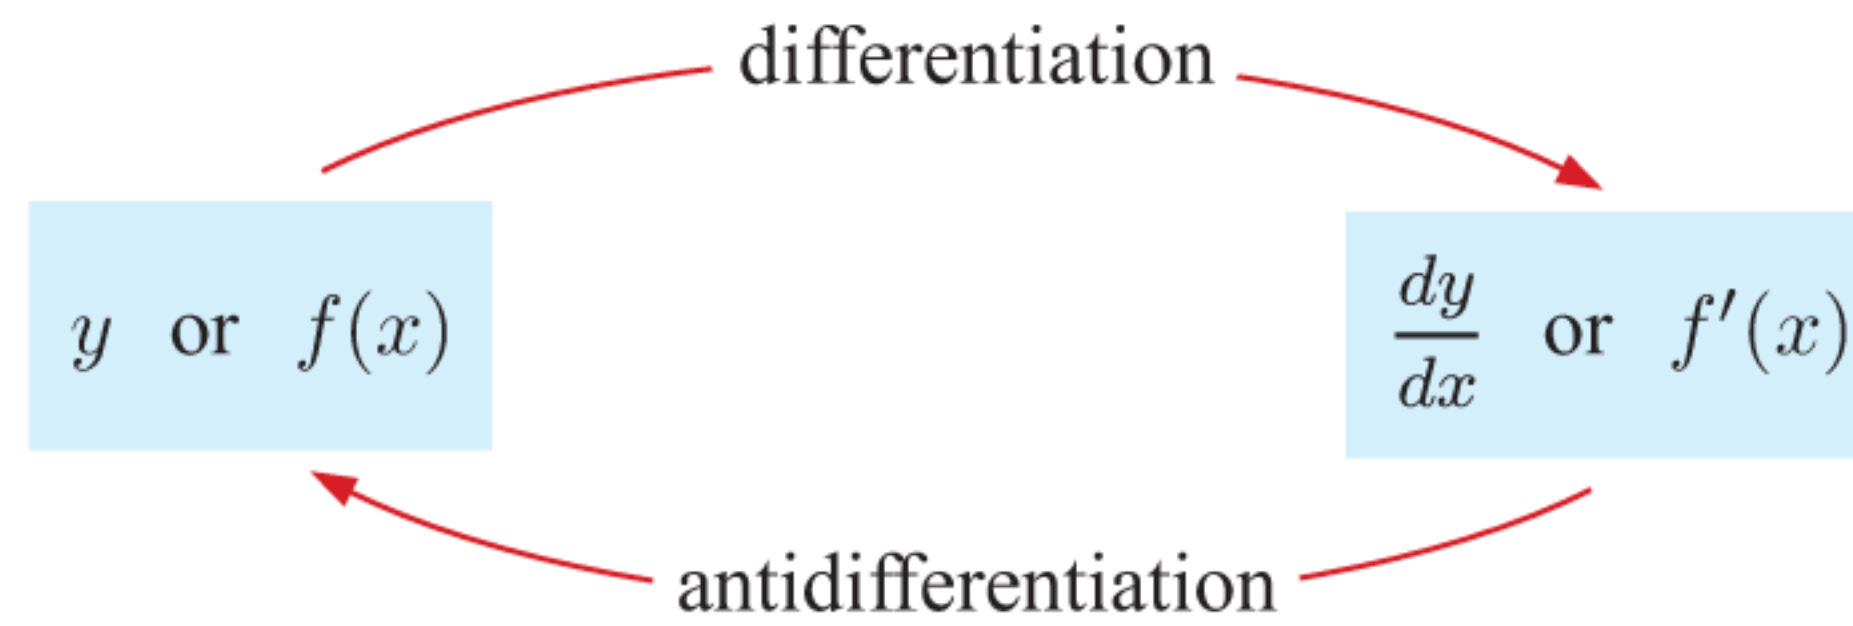 differentiation
y or f(x)
dy/dx or f′(x)
antidifferentiation